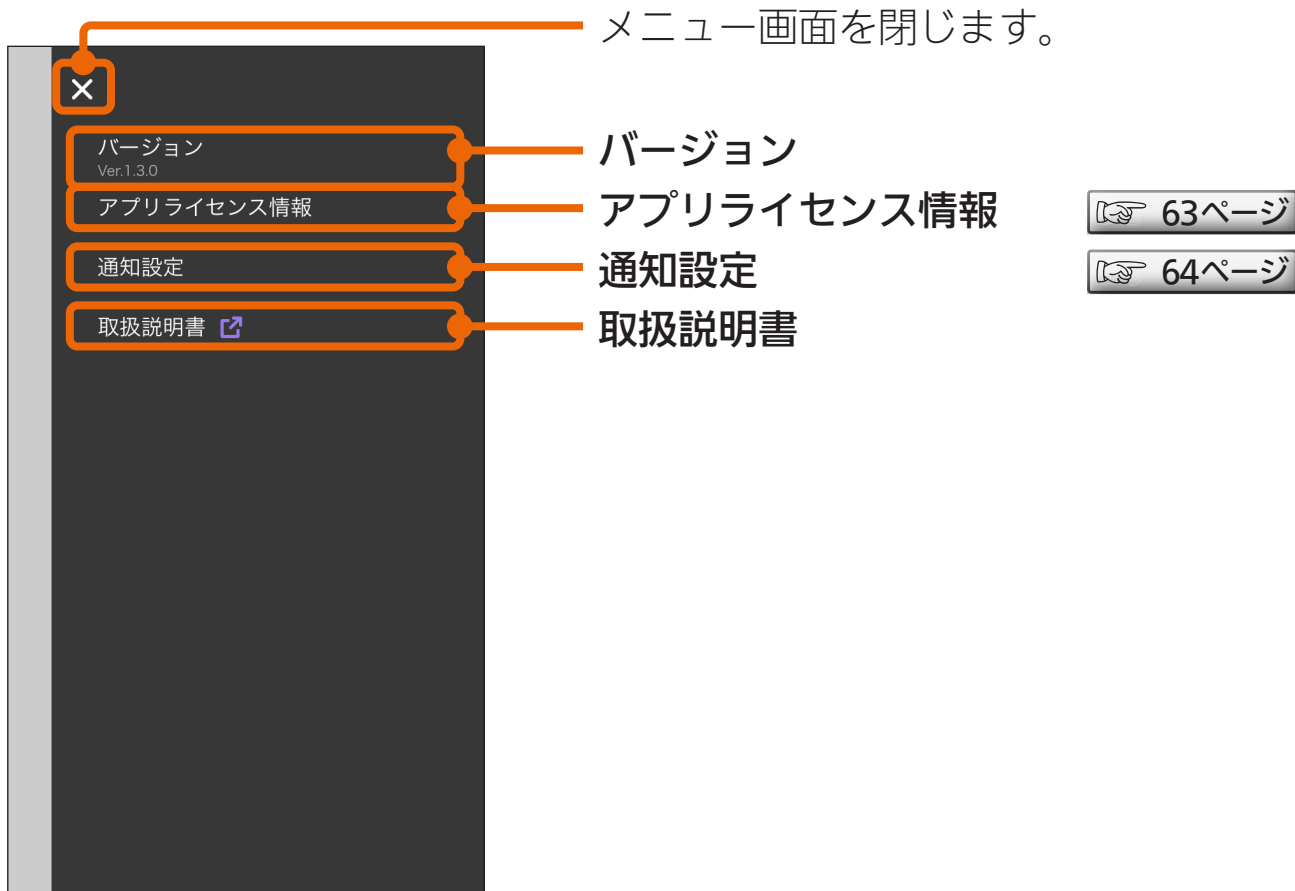 メニュー画面を閉じます。
×
バージョン
Ver.1.3.0
バージョン
アプリライセンス情報
アプリライセンス情報
☞ 63ページ
通知設定
通知設定
☞ 64ページ
取扱説明書
取扱説明書